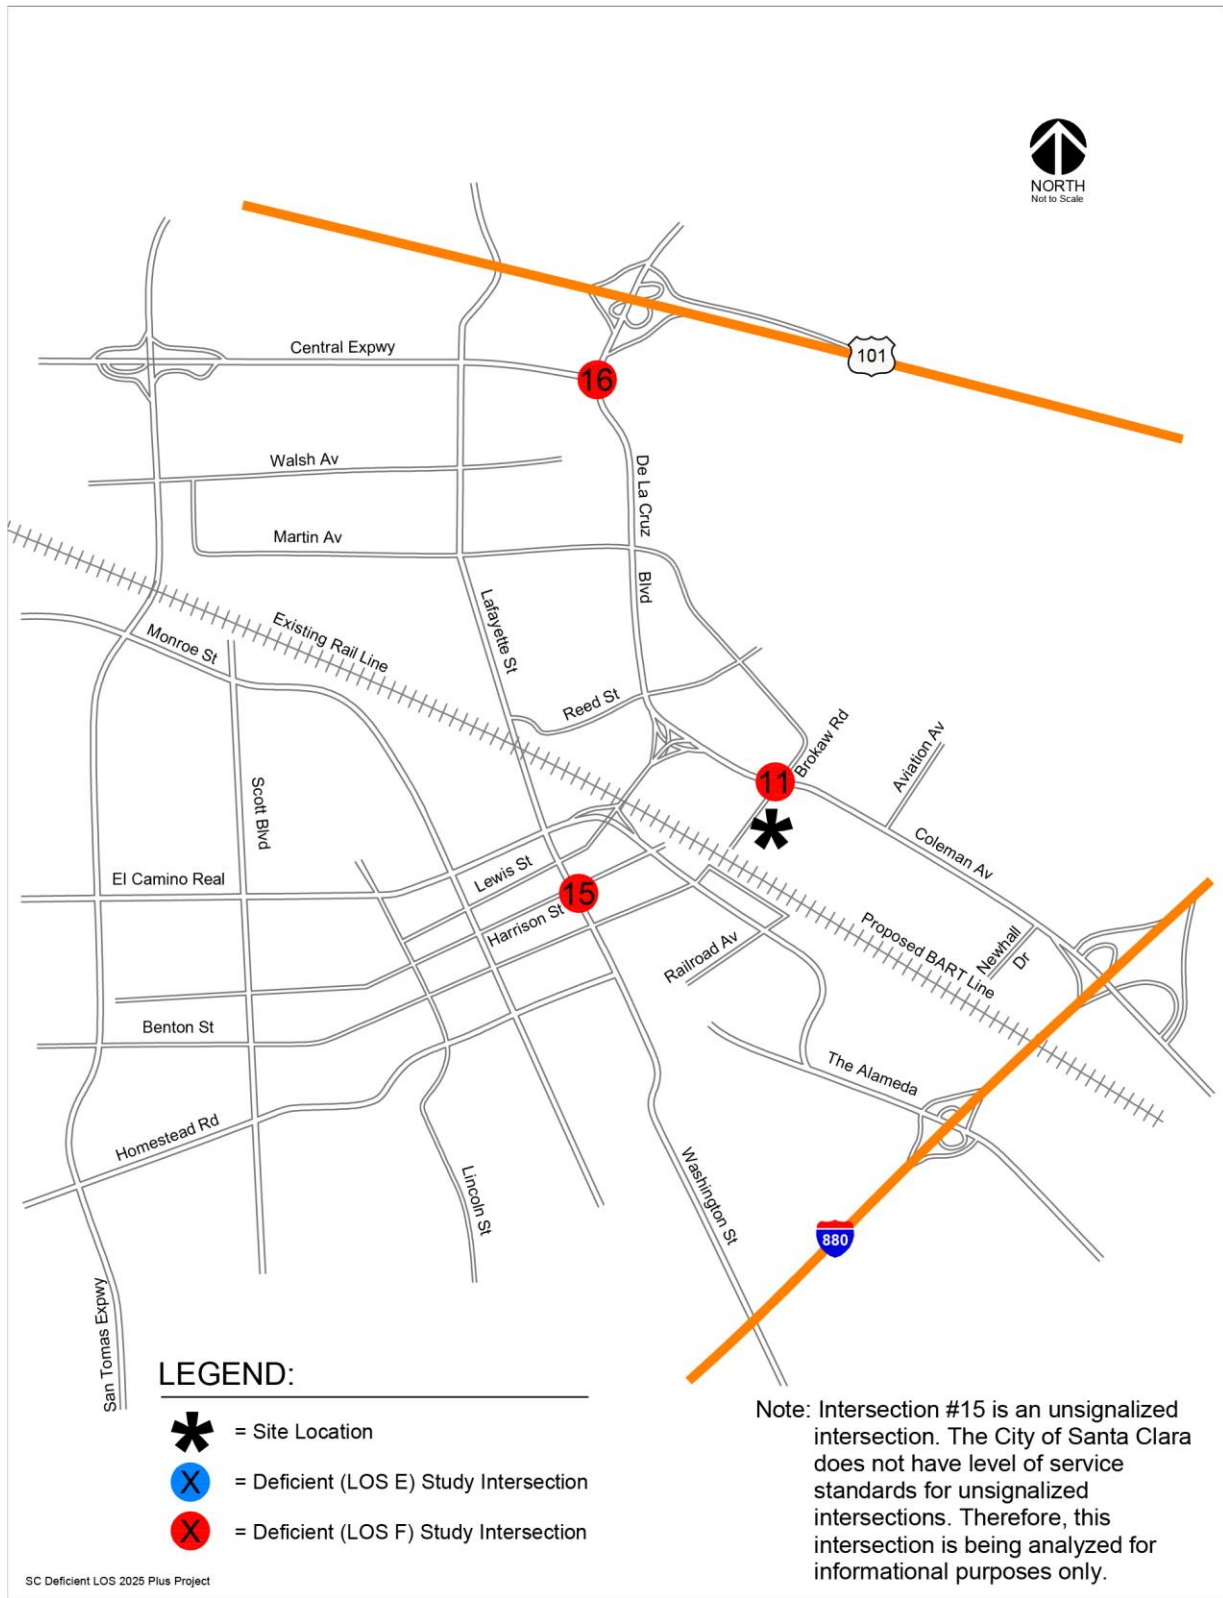 NORTH
Not to Scale
101
Central Expwy
16
Walsh Av
De La Cruz
Blvd
Martin Av
Lafayette St
Existing Rail Line
Monroe St
Reed St
Brokaw Rd
11
Aviation Av
Scott Blvd
Coleman Av
El Camino Real
Lewis St
15
Harrison St
Railroad Av
Proposed BART Line
Newhall
Dr
Benton St
The Alameda
Homestead Rd
Lincoln St
Washington St
880
San Tomas Expwy
LEGEND:
= Site Location
X = Deficient (LOS E) Study Intersection
X = Deficient (LOS F) Study Intersection
Note: Intersection #15 is an unsignalized
intersection. The City of Santa Clara
does not have level of service
standards for unsignalized
intersections. Therefore, this
intersection is being analyzed for
informational purposes only.
SC Deficient LOS 2025 Plus Project